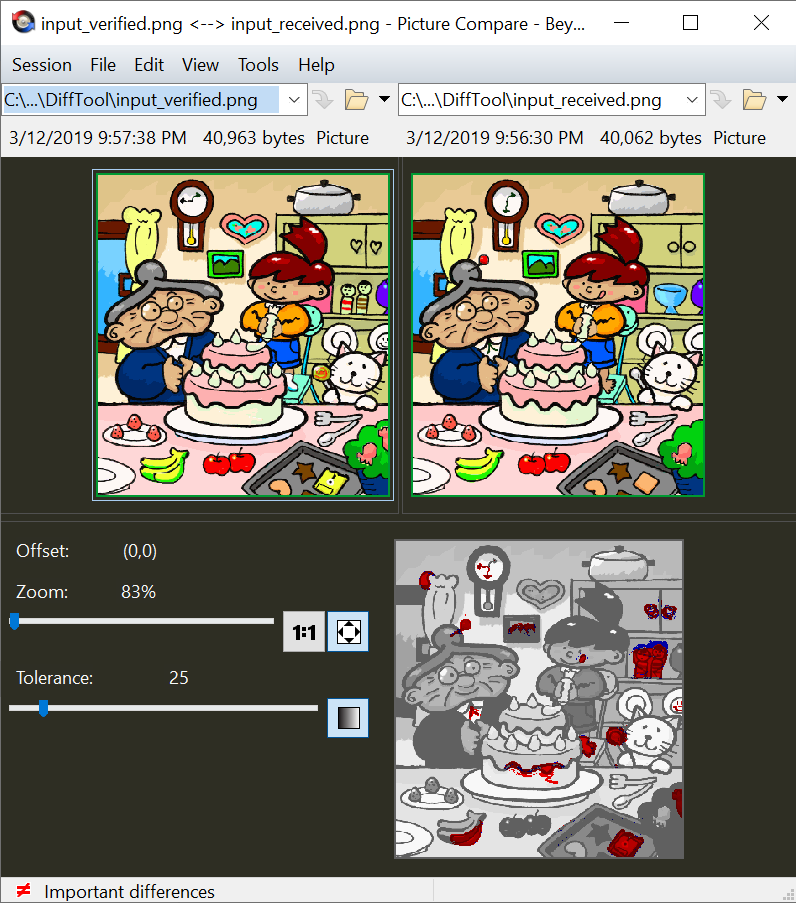 input_verified.png <--> input_received.png - Picture Compare - Bey...
Session File Edit View Tools Help
C:\...\DiffTool\input_verified.png C:\...\DiffTool\input_received.png
3/12/2019 9:57:38 PM 40,963 bytes Picture 3/12/2019 9:56:30 PM 40,062 bytes Picture
Offset: (0,0)
Zoom: 83%
1:1
Tolerance: 25
Important differences